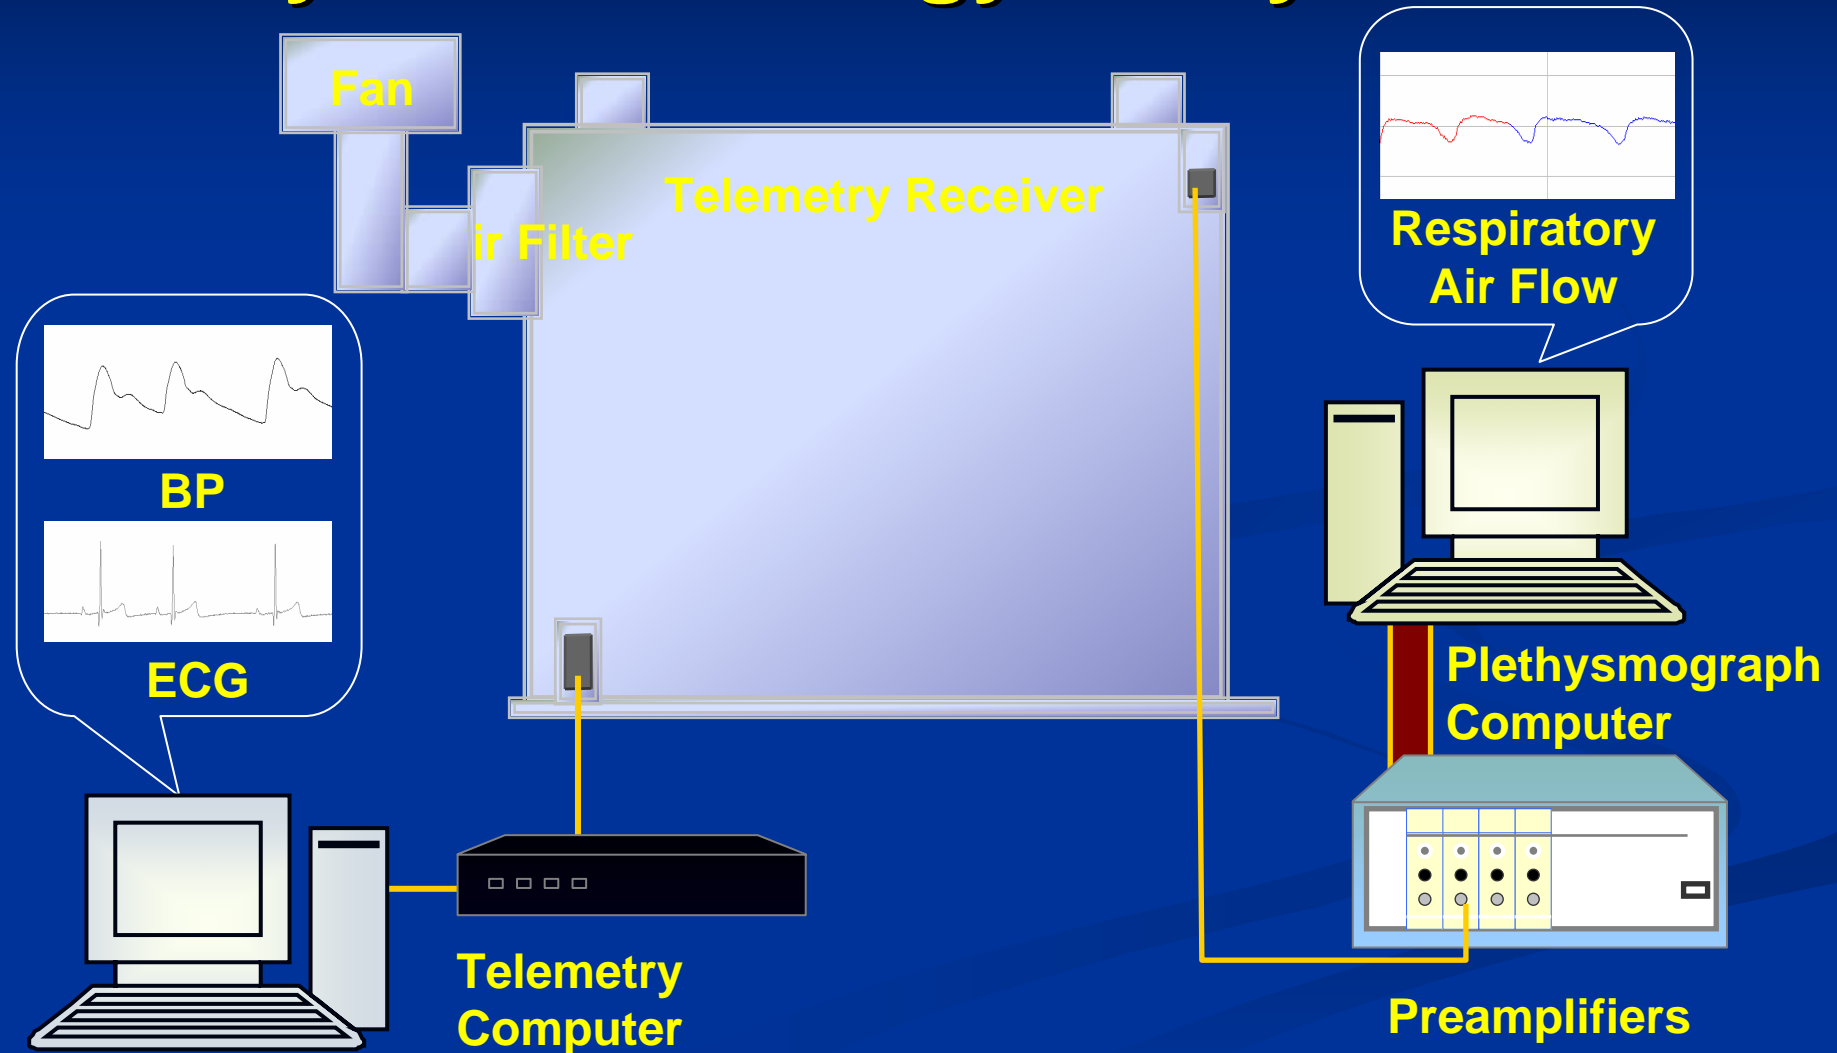 Fan
Telemetry Receiver
ir Filter
Respiratory
Air Flow
BP
ECG
Plethysmograph
Computer
Telemetry
Computer
Preamplifiers